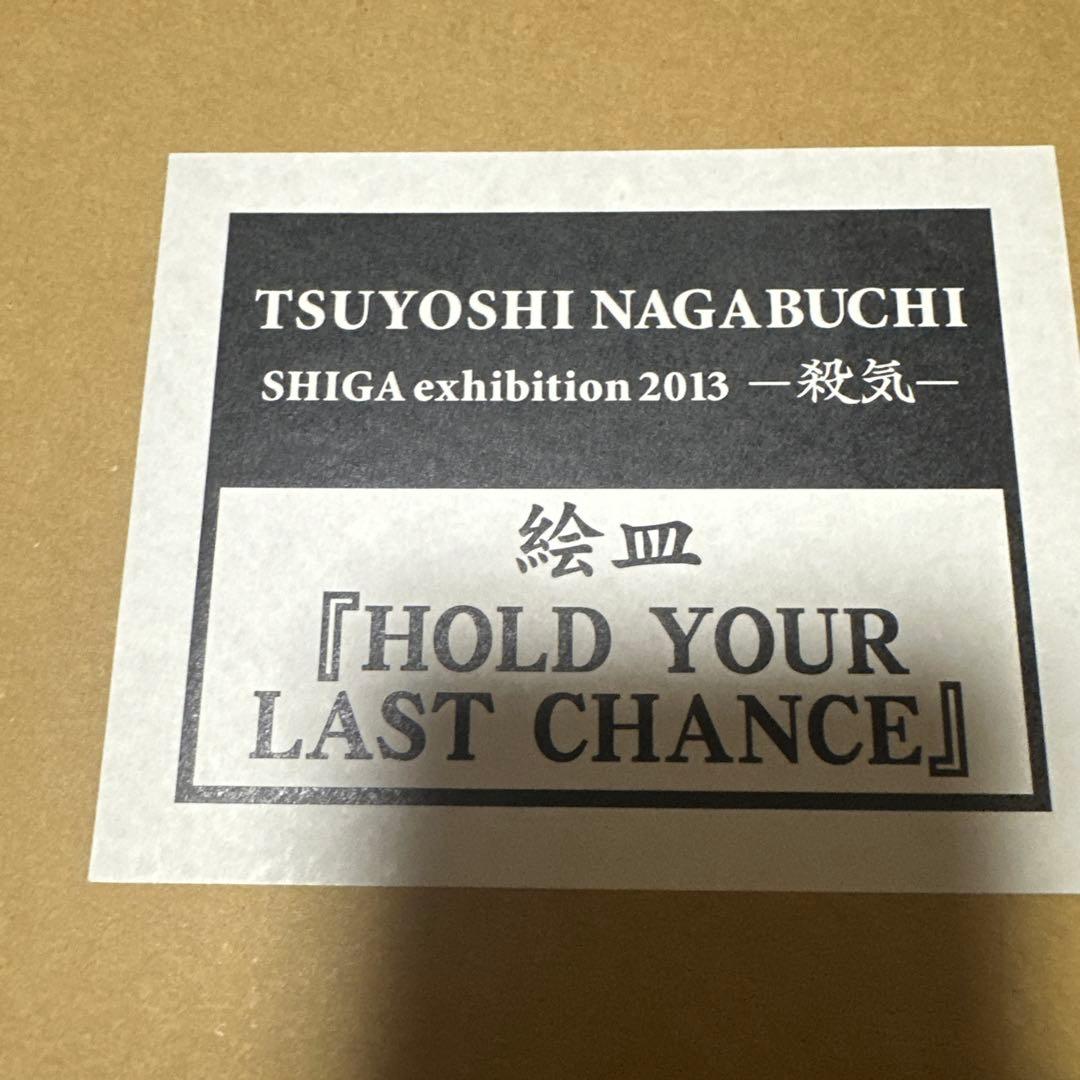 TSUYOSHI NAGABUCHI
SHIGA exhibition 2013 —殺気—
絵皿
『HOLD YOUR
LAST CHANCE』